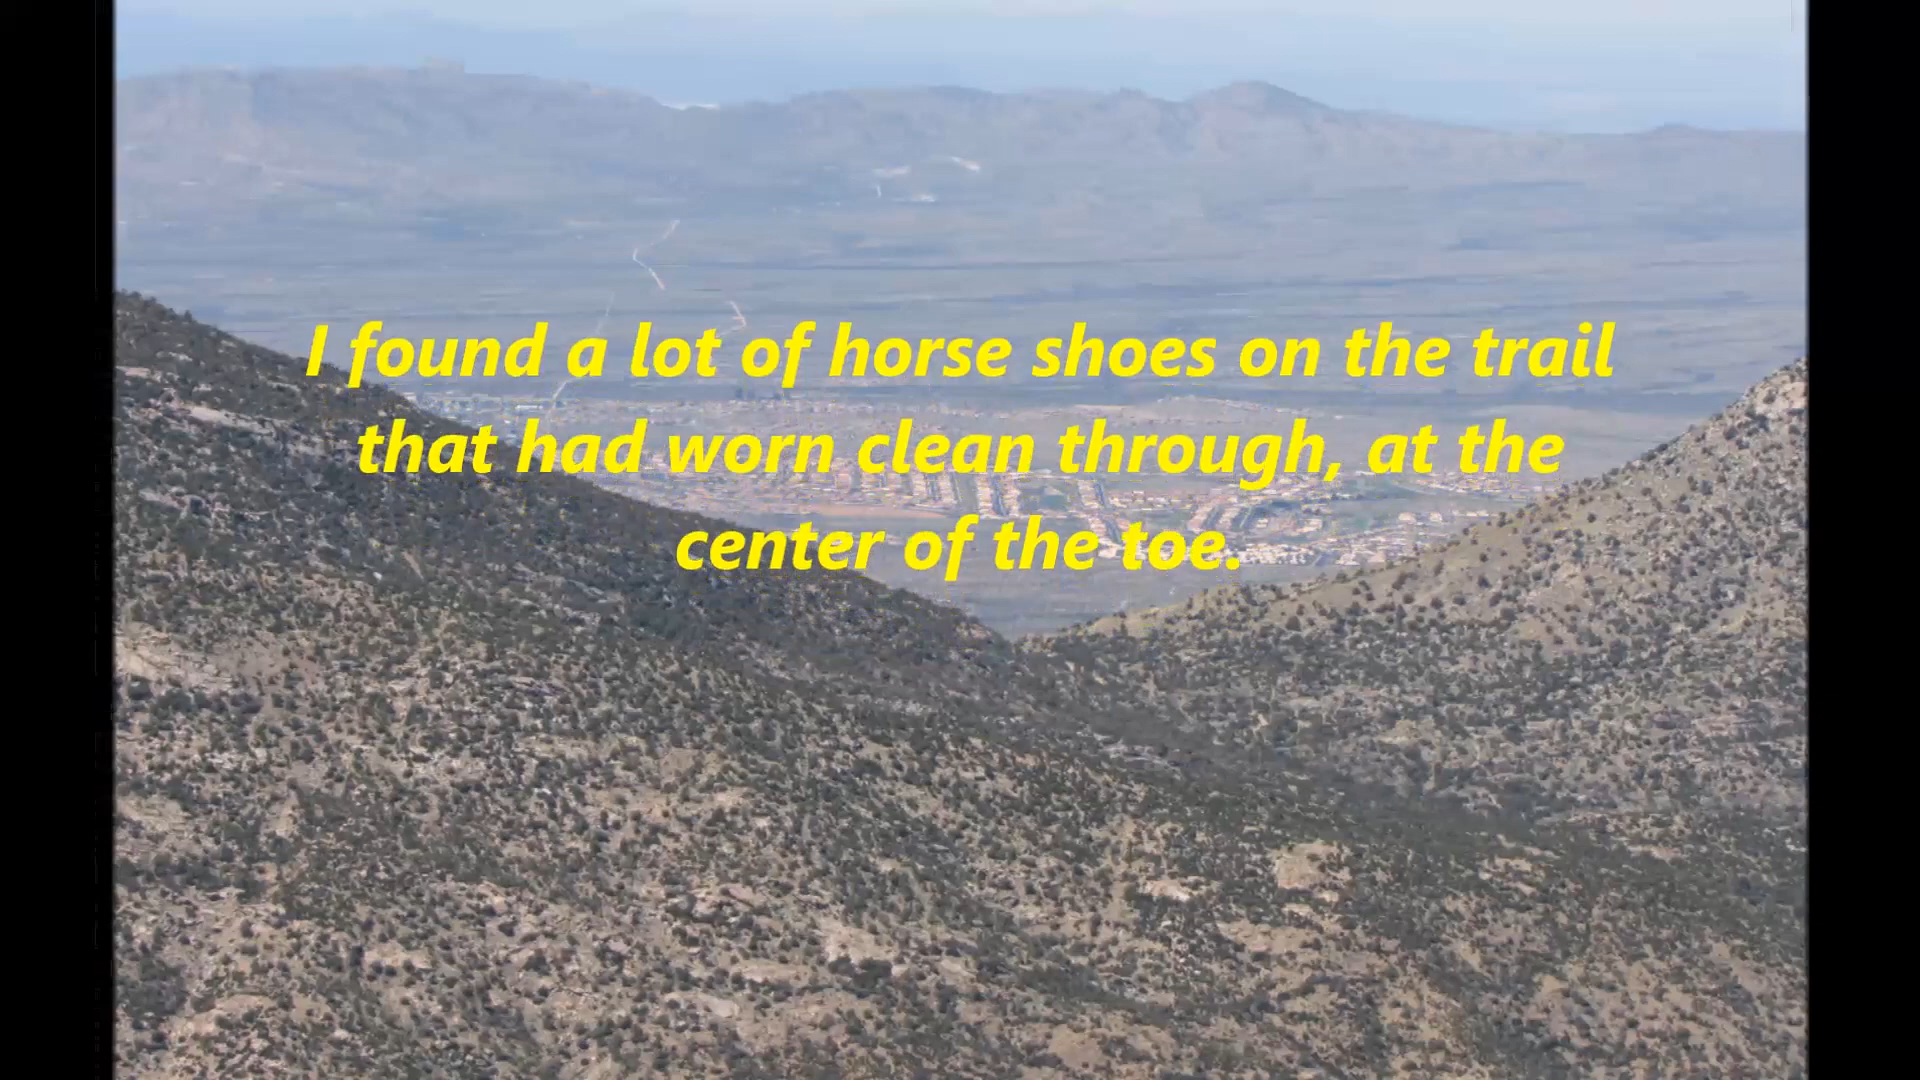 I found a lot of horse shoes on the trail
that had worn clean through, at the
center of the toe.